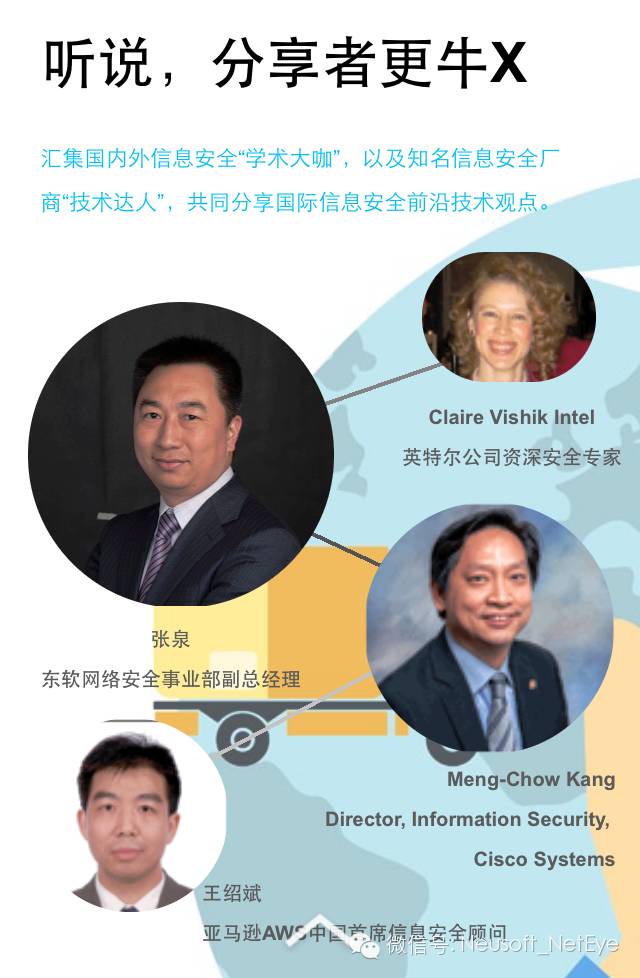 听说，分享者更牛X
汇集国内外信息安全“学术大咖”，以及知名信息安全厂
商“技术达人”，共同分享国际信息安全前沿技术观点。
Claire Vishik Intel
英特尔公司资深安全专家
张泉
东软网络安全事业部副总经理
Meng-Chow Kang
Director, Information Security,
Cisco Systems
王绍斌
亚马逊AWS中国首席信息安全顾问
微信号: Neusoft_NetEye